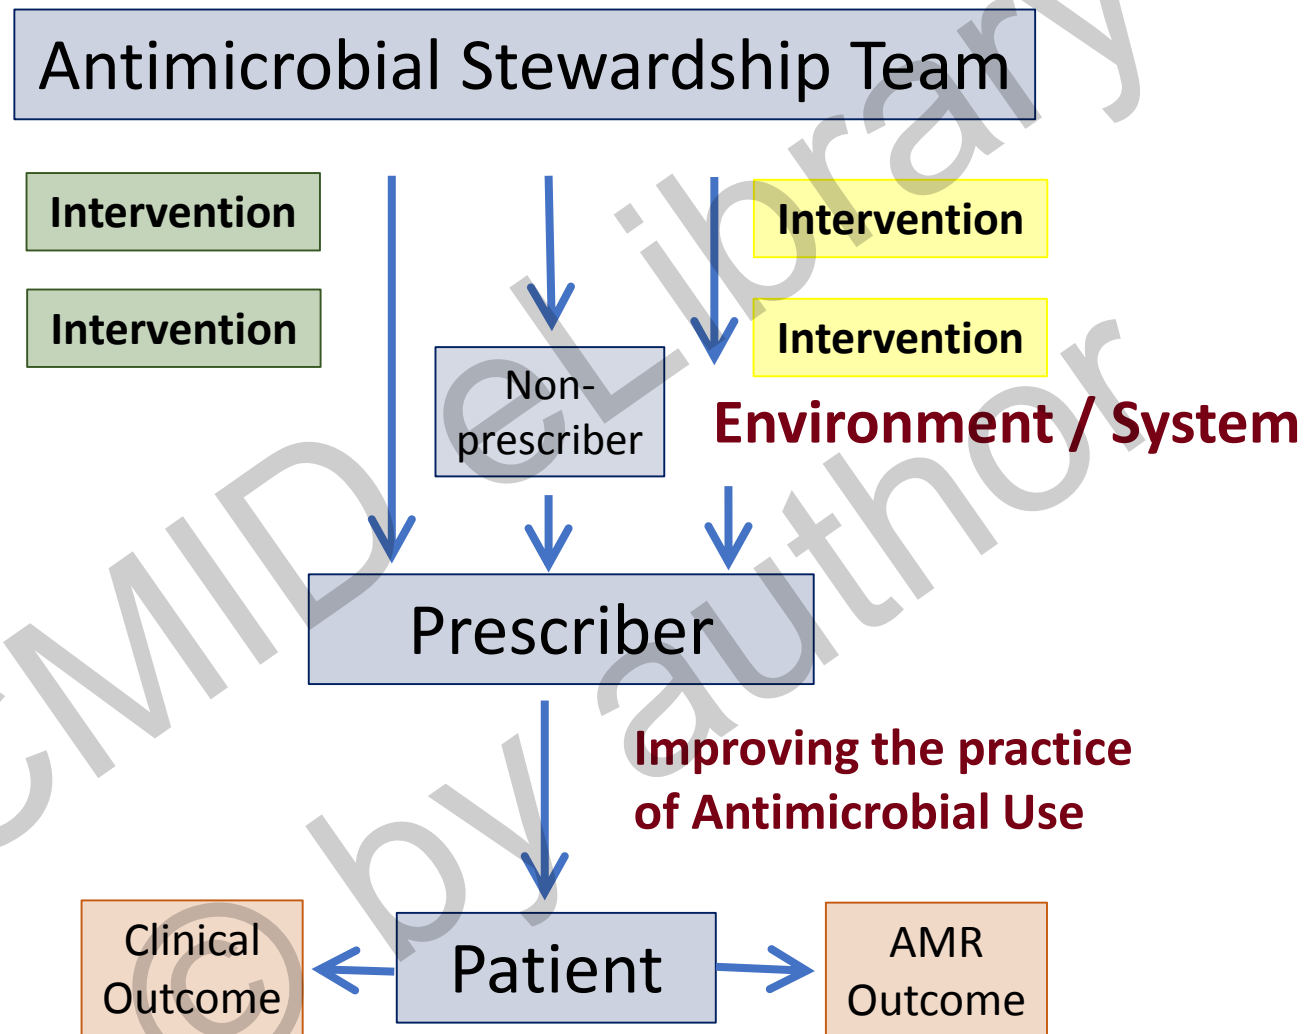 Antimicrobial Stewardship Team
Intervention
Intervention
Intervention
Intervention
Non-
prescriber
Environment / System
Prescriber
Improving the practice
of Antimicrobial Use
Clinical
Outcome
Patient
AMR
Outcome
CMID eLibrary
© by author